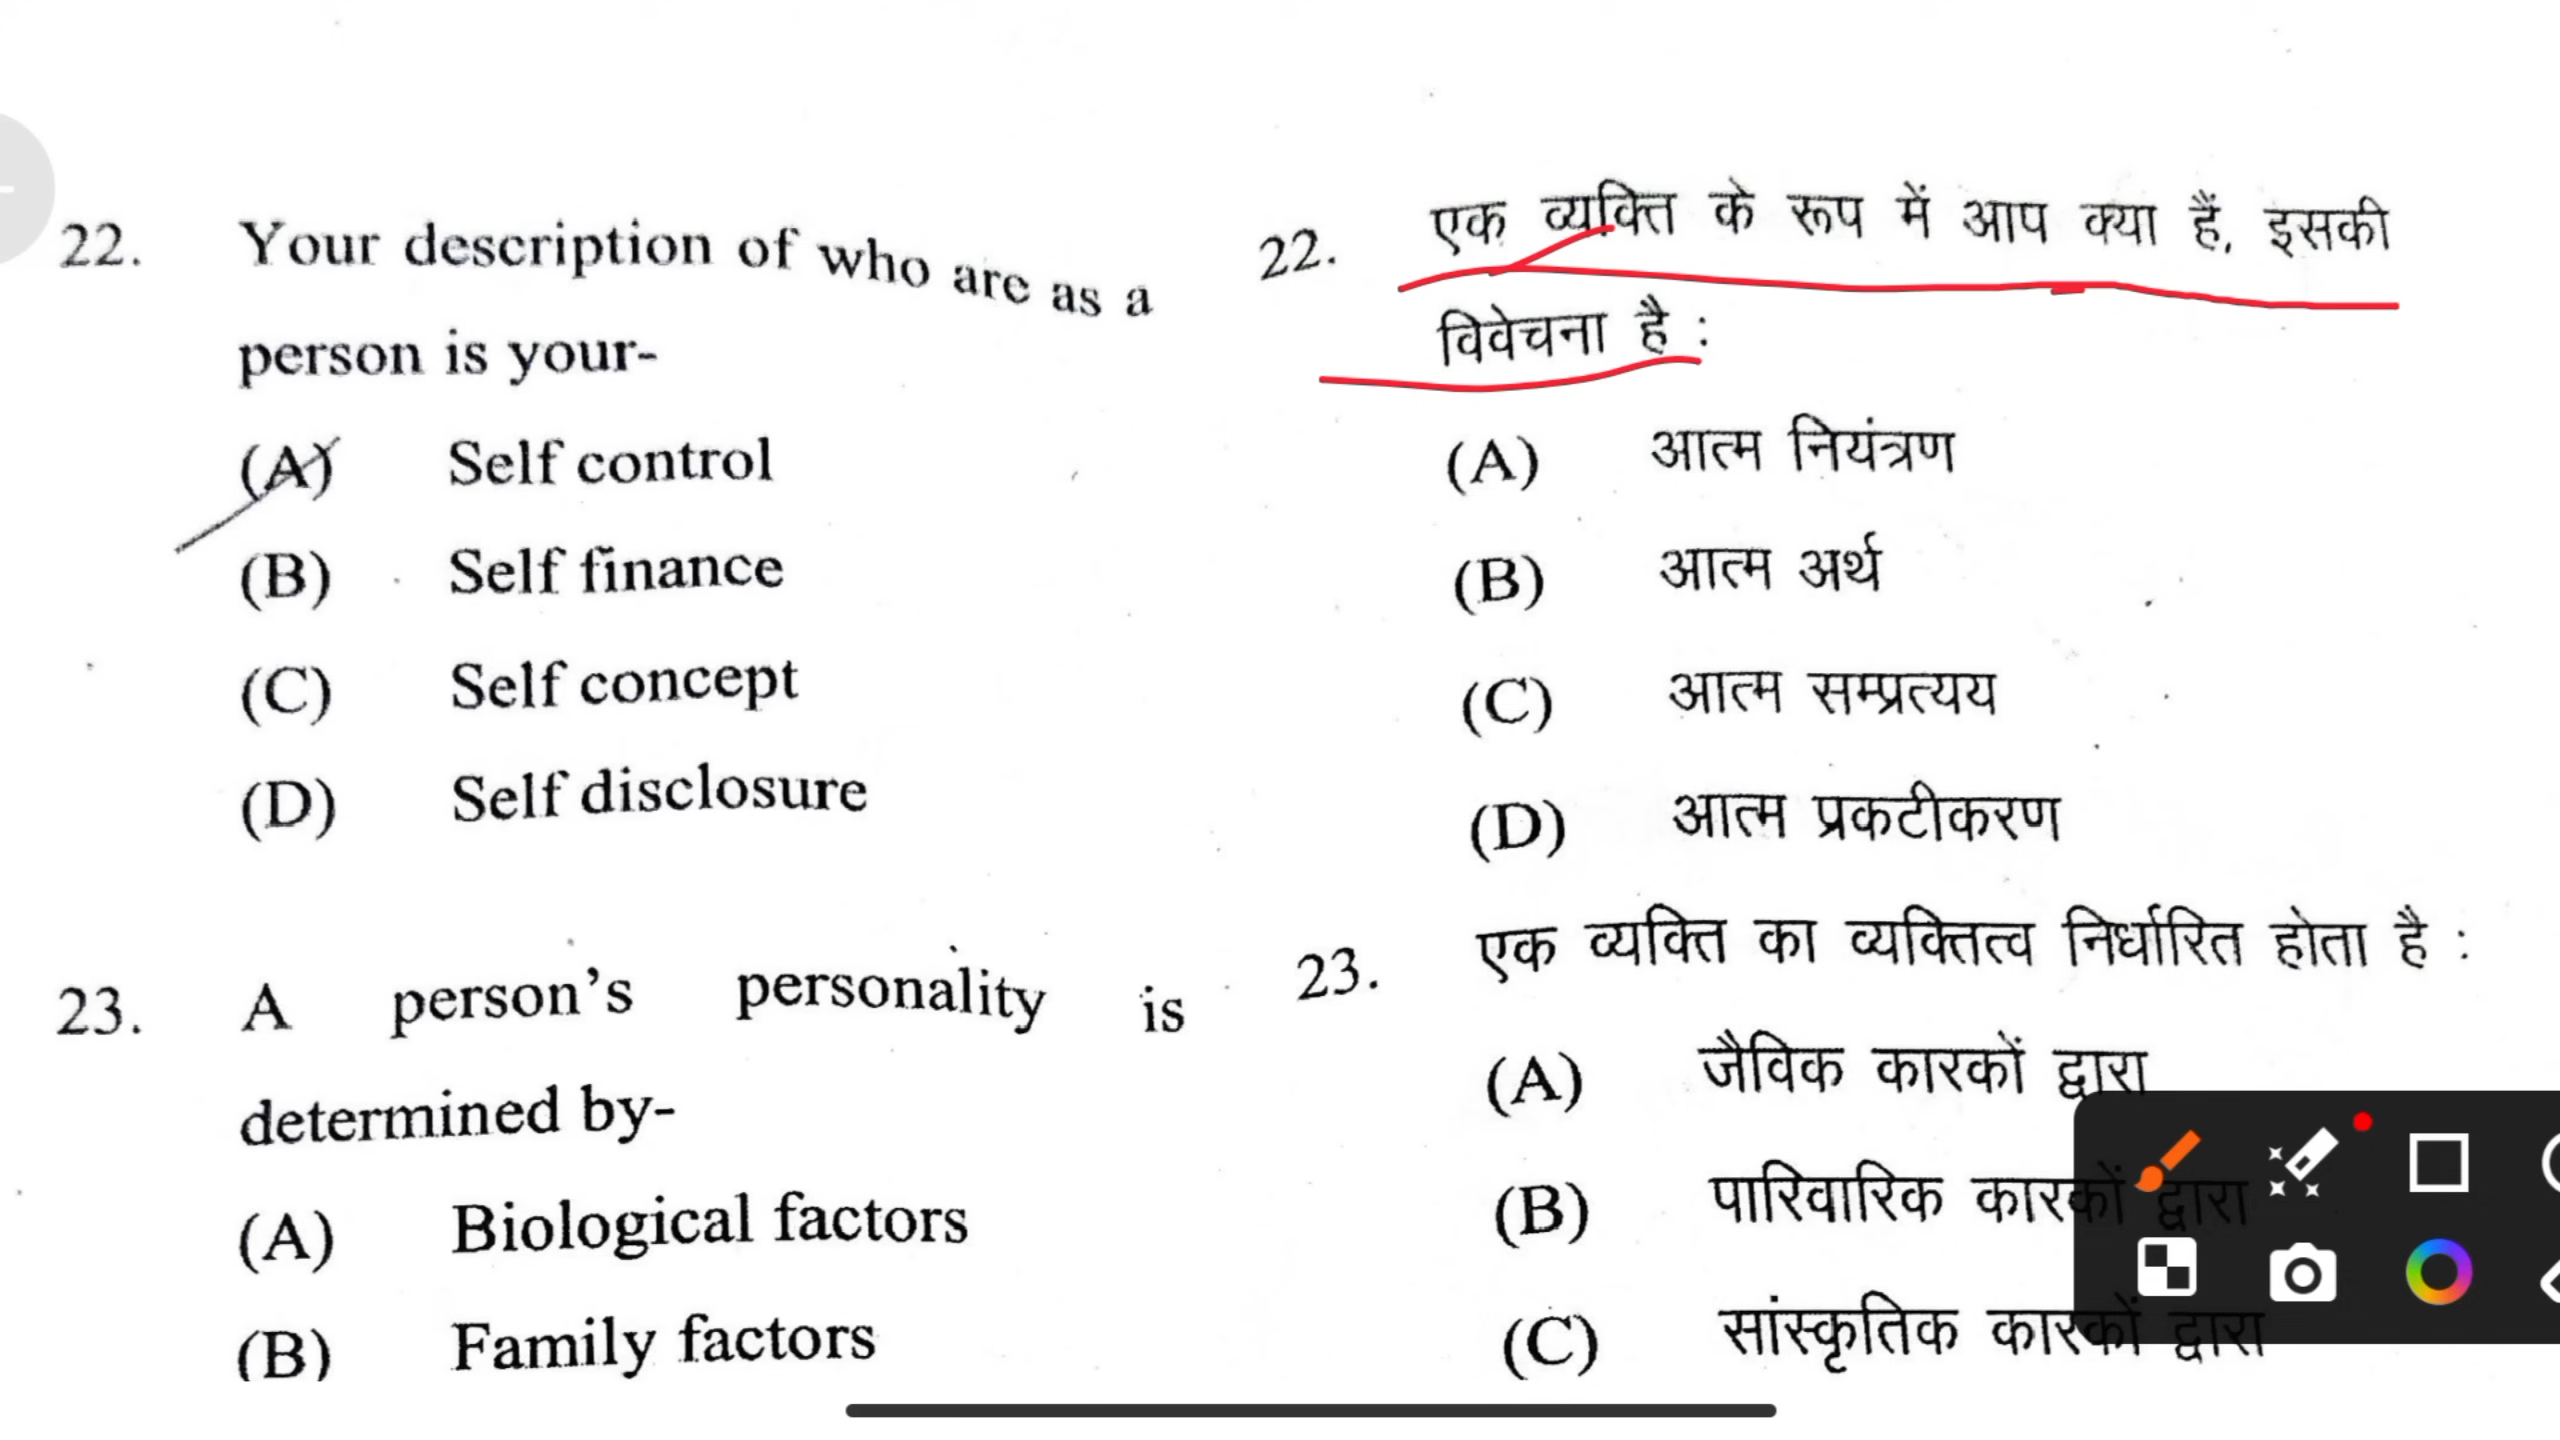 22. Your description of who are as a
person is your-
(A) Self control
(B) Self finance
(C) Self concept
(D) Self disclosure
23. A person's personality is
determined by-
(A) Biological factors
(B) Family factors
22. एक व्यक्ति के रूप में आप क्या हैं, इसकी
विवेचना है :
(A) आत्म नियंत्रण
(B) आत्म अर्थ
(C) आत्म सम्प्रत्यय
(D) आत्म प्रकटीकरण
23. एक व्यक्ति का व्यक्तित्व निर्धारित होता है :
(A) जैविक कारकों द्वारा
(B) पारिवारिक कारकों द्वारा
(C) सांस्कृतिक कारकों द्वारा